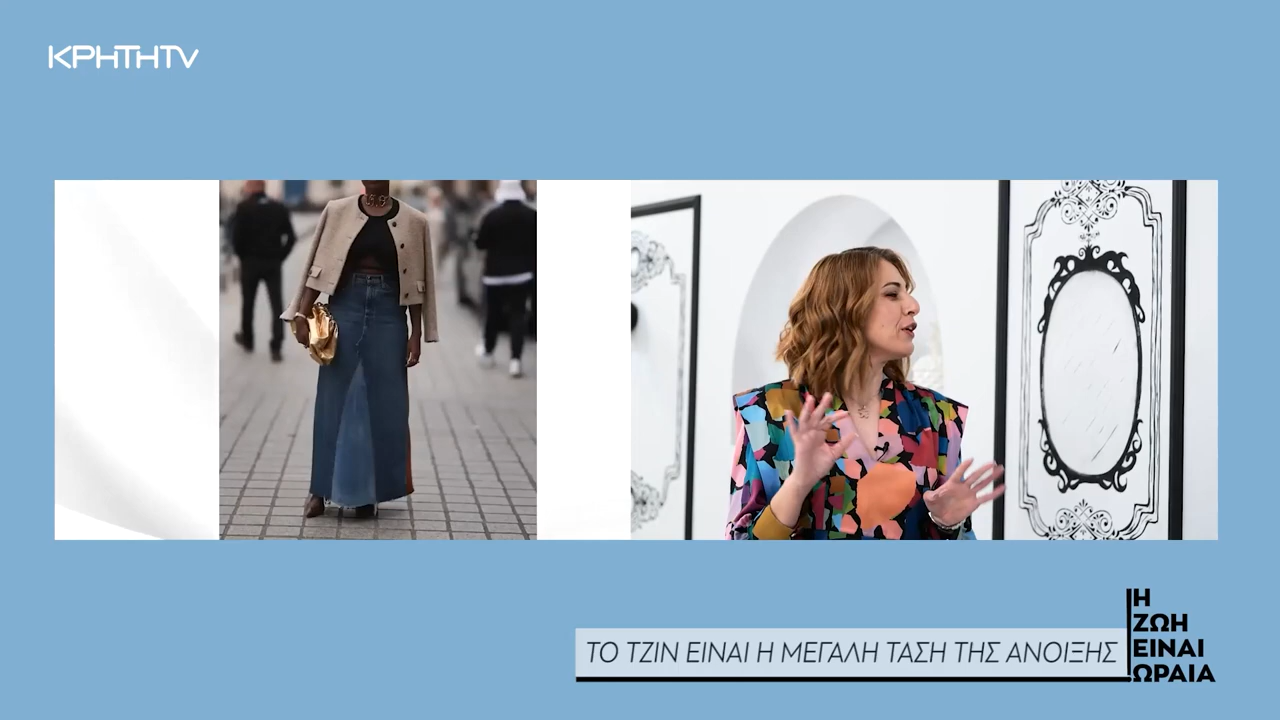 ΚΡΗΤΗTV
ΤΟ ΤΖΙΝ ΕΙΝΑΙ Η ΜΕΓΑΛΗ ΤΑΣΗ ΤΗΣ ΑΝΟΙΞΗΣ
Η
ΖΩΗ
ΕΙΝΑΙ
ΩΡΑΙΑ